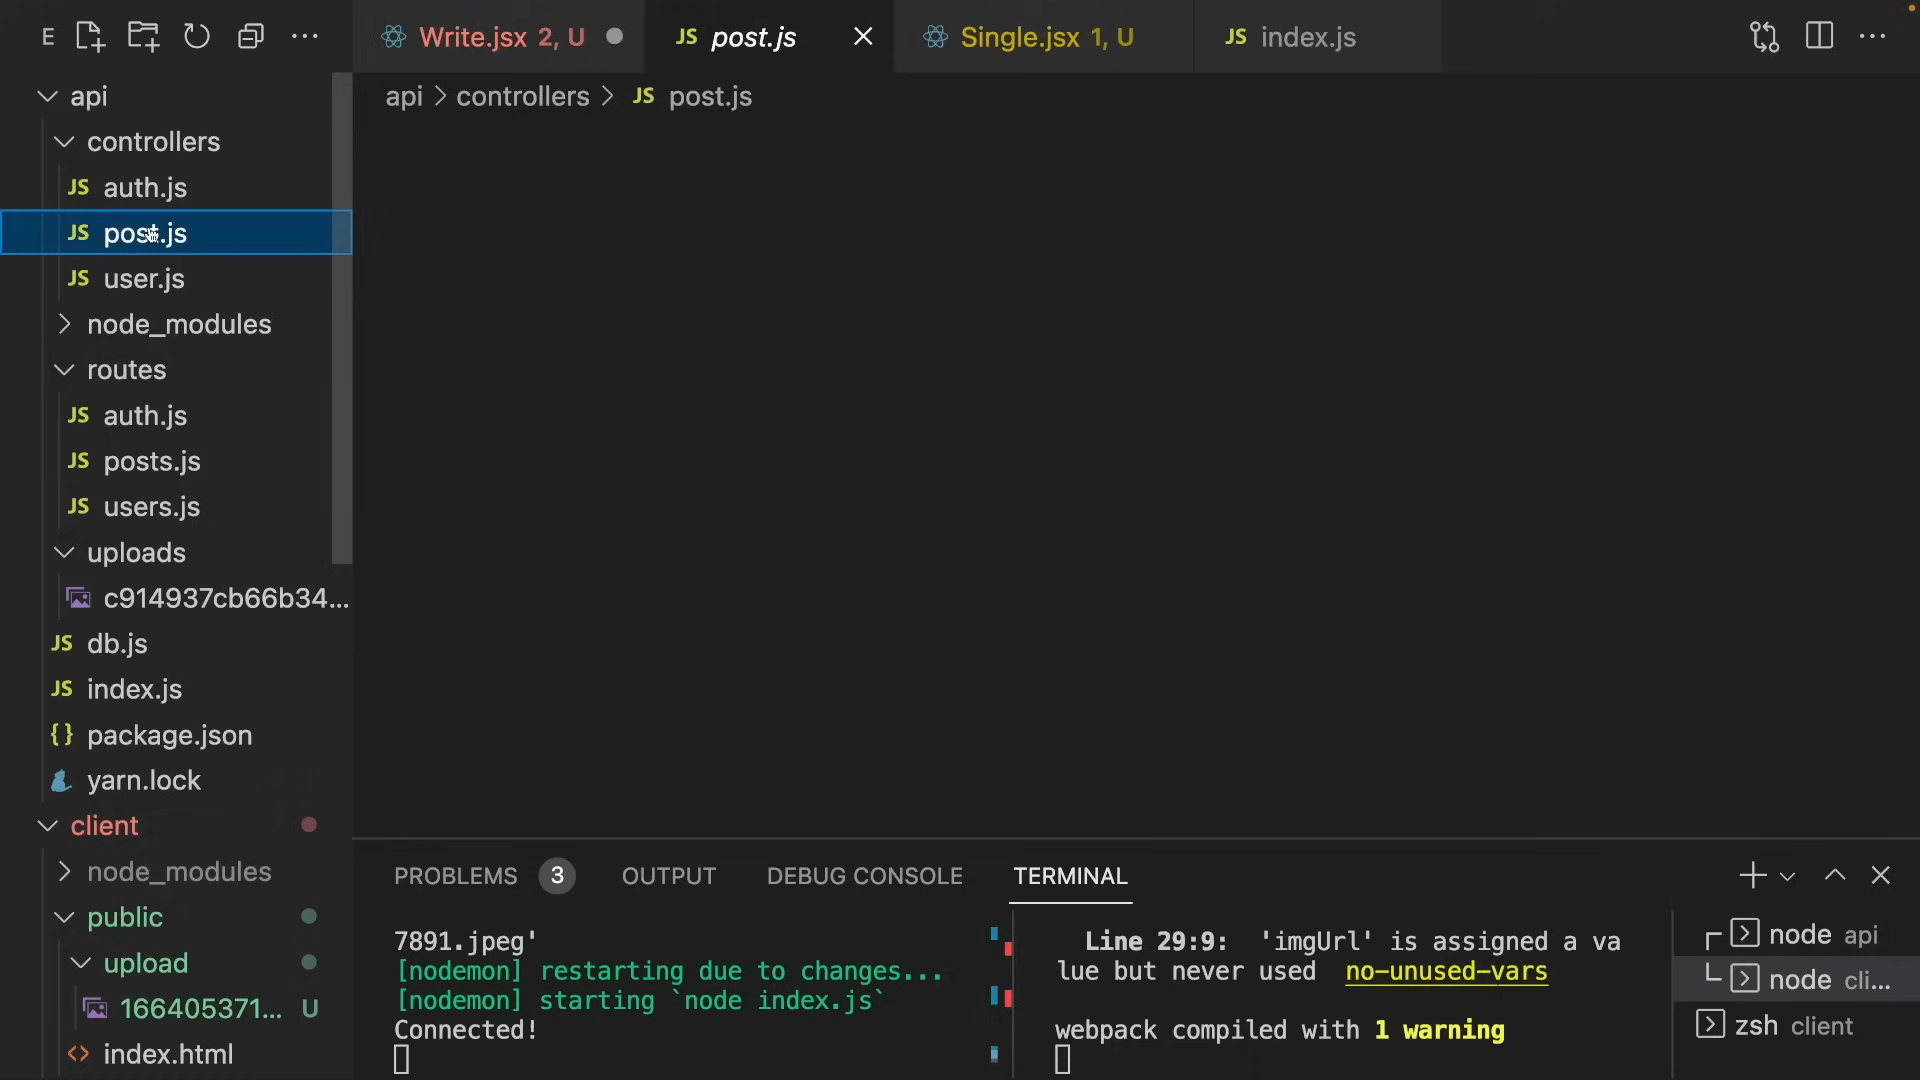 E
Write.jsx 2, U
JS post.js
Single.jsx 1, U
JS index.js
api > controllers > JS post.js
api
controllers
JS auth.js
JS post.js
JS user.js
node_modules
routes
JS auth.js
JS posts.js
JS users.js
uploads
c914937cb66b34...
JS db.js
JS index.js
{} package.json
yarn.lock
client
node_modules
public
upload
166405371... U
<> index.html
PROBLEMS 3 OUTPUT DEBUG CONSOLE TERMINAL
7891.jpeg'
[nodemon] restarting due to changes...
[nodemon] starting `node index.js`
Connected!
Line 29:9: 'imgUrl' is assigned a va
lue but never used no-unused-vars
webpack compiled with 1 warning
node api
node cli...
zsh client